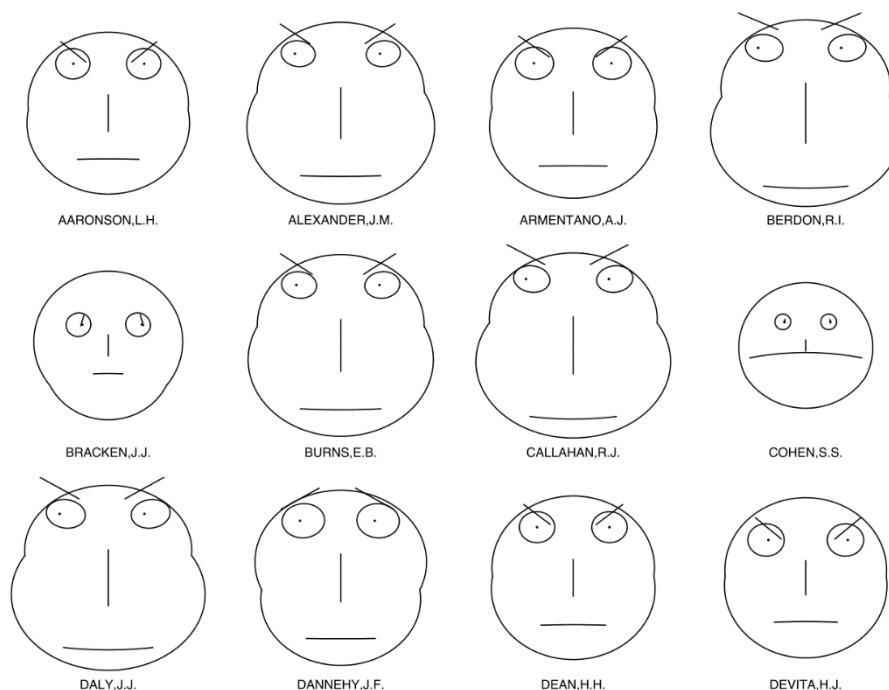 AARONSON,L.H.
ALEXANDER,J.M.
ARMENTANO,A.J.
BERDON,R.I.
BRACKEN,J.J.
BURNS,E.B.
CALLAHAN,R.J.
COHEN,S.S.
DALY,J.J.
DANNEHY,J.F.
DEAN,H.H.
DEVITA,H.J.